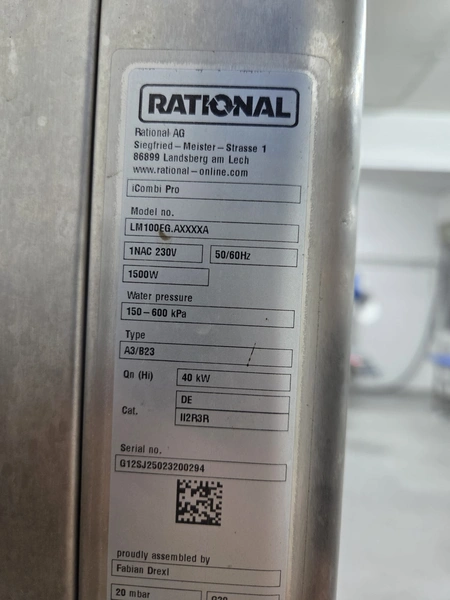 RATIONAL
Rational AG
Siegfried - Meister - Strasse 1
86899 Landsberg am Lech
www.rational-online.com
iCombi Pro
Model no.
LM100EG.AXXXXA
1NAC 230V 50/60Hz
1500W
Water pressure
150-600 kPa
Type
A3/B23
Qn (Hi) 40 kW
DE
Cat. II2R3R
Serial no.
G12SJ25023200294
proudly assembled by
Fabian Drexl
20 mbar G20